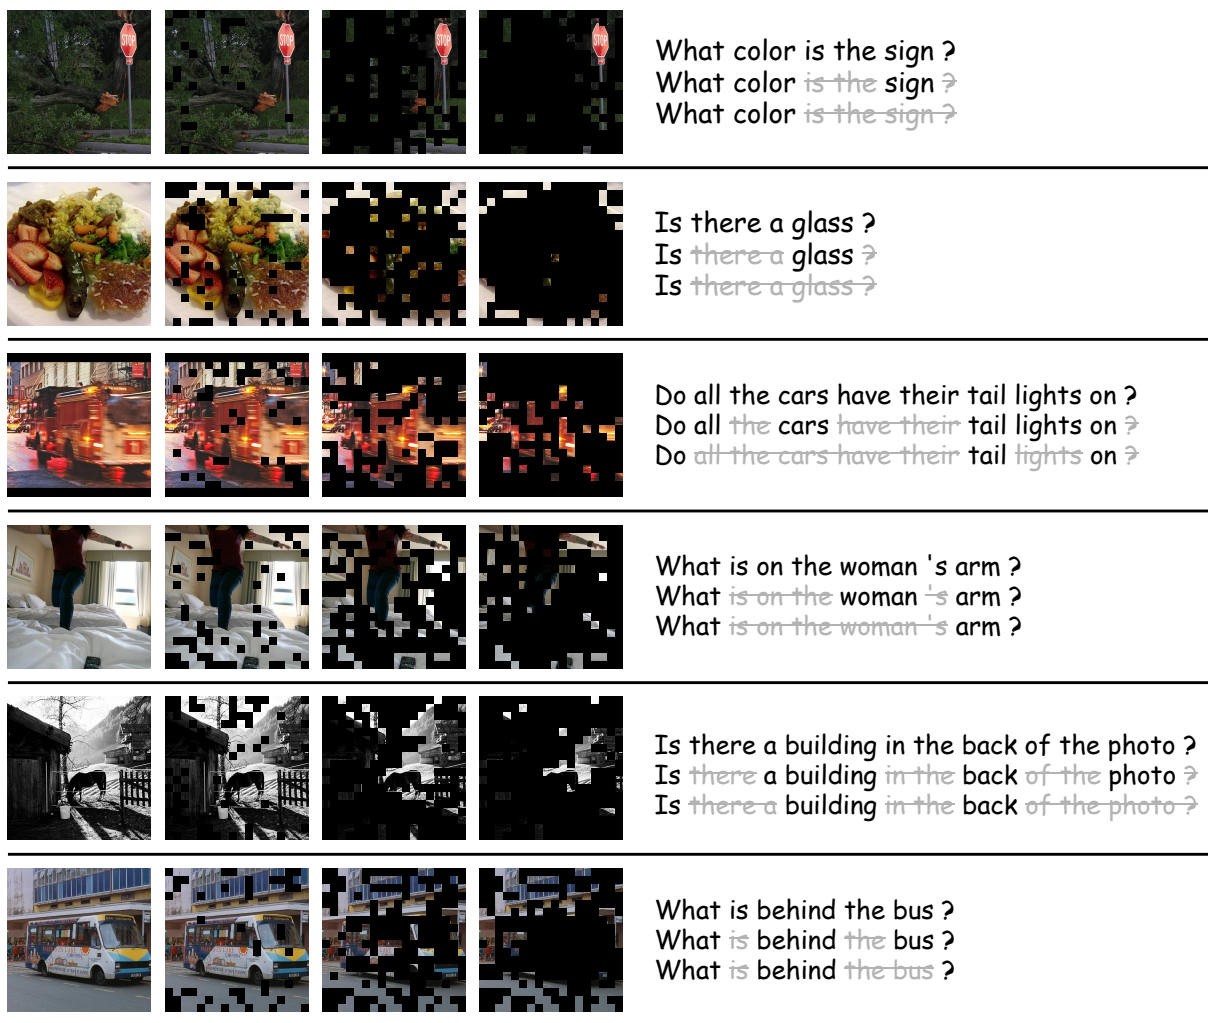 STOP
What color is the sign ?
What color is the sign ?
What color is the sign ?
Is there a glass ?
Is there a glass ?
Is there a glass ?
Do all the cars have their tail lights on ?
Do all the cars have their tail lights on ?
Do all the cars have their tail lights on ?
What is on the woman 's arm ?
What is on the woman 's arm ?
What is on the woman 's arm ?
Is there a building in the back of the photo ?
Is there a building in the back of the photo ?
Is there a building in the back of the photo ?
What is behind the bus ?
What is behind the bus ?
What is behind the bus ?